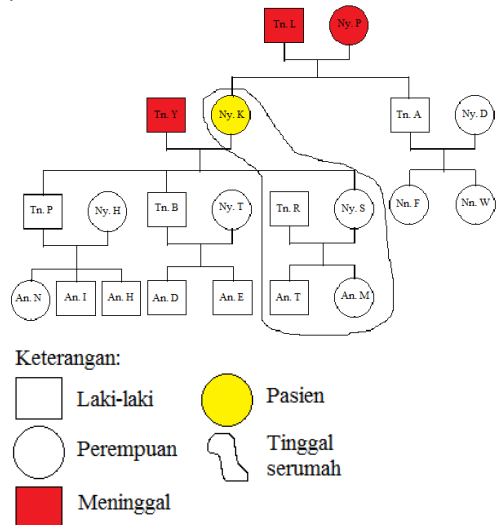 Tn. L
Ny. P
Tn. Y
Ny. K
Tn. A
Ny. D
Tn. P
Ny. H
Tn. B
Ny. T
Tn. R
Ny. S
Nn. F
Nn. W
An. N
An. I
An. H
An. D
An. E
An. T
An. M
Keterangan:
Laki-laki
Pasien
Perempuan
Tinggal
serumah
Meninggal